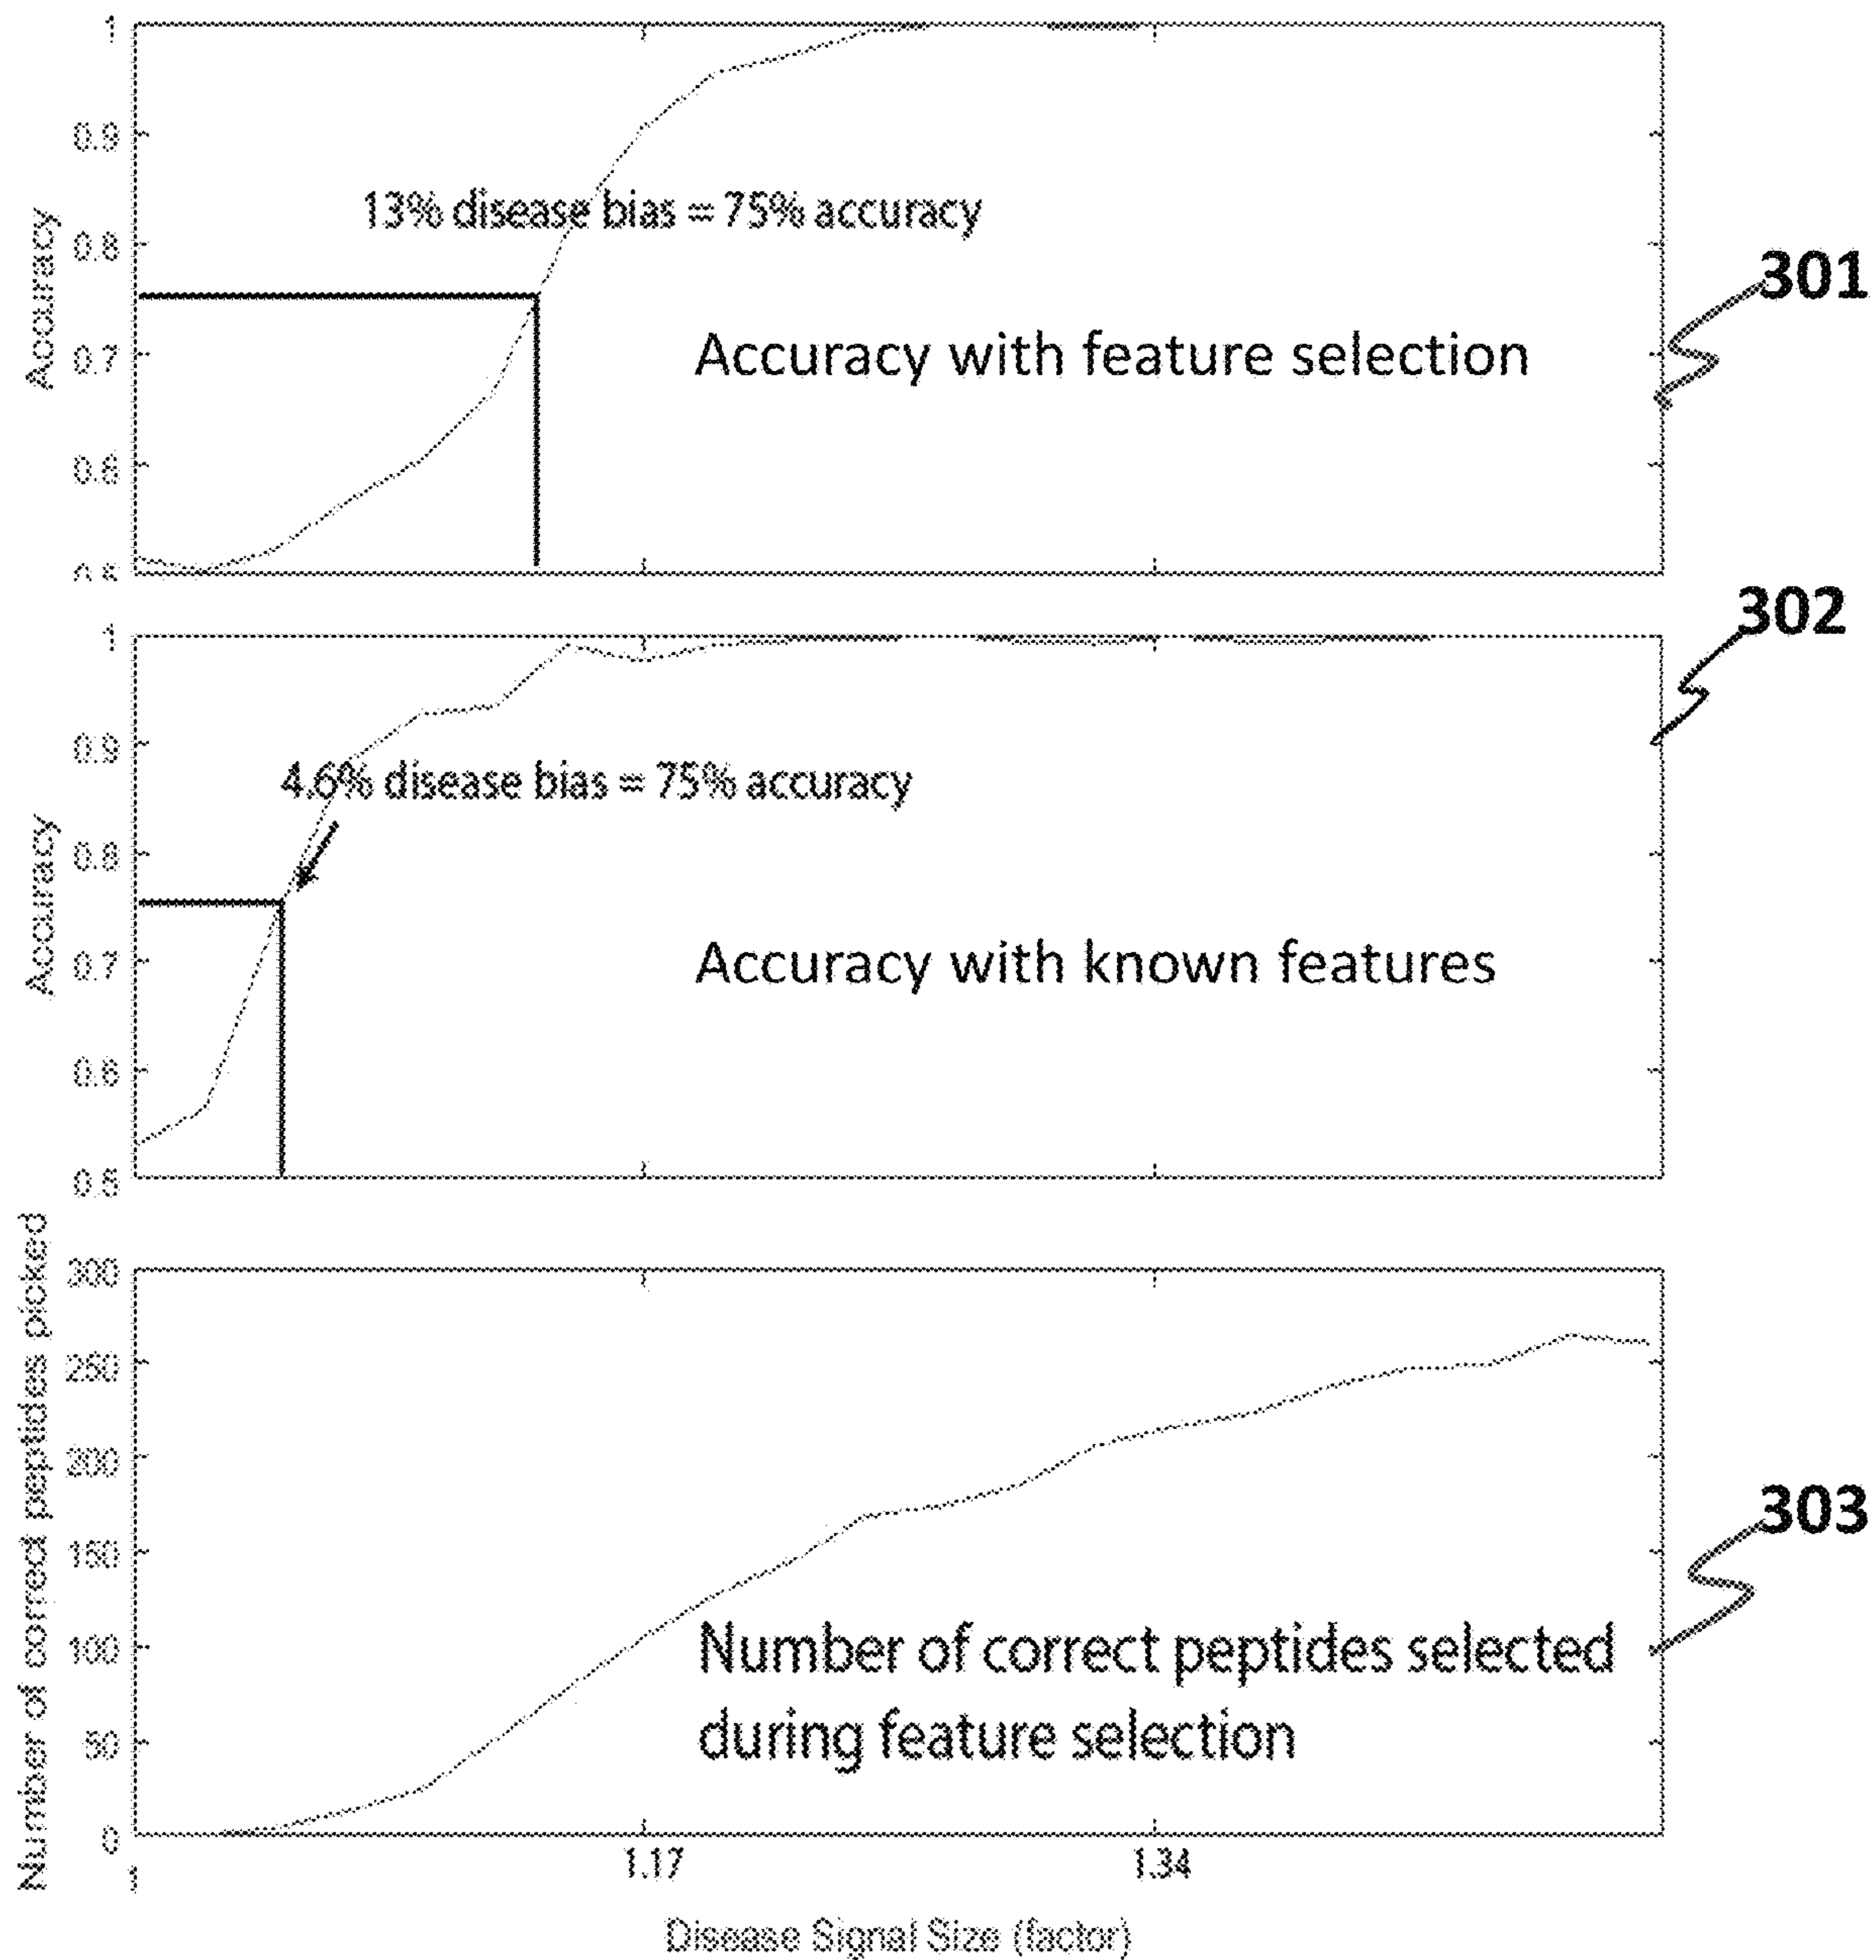 1
0.9
0.8
0.7
0.6
0.5
Accuracy
13% disease bias = 75% accuracy
Accuracy with feature selection
301
1
0.9
0.8
0.7
0.6
0.5
Accuracy
4.6% disease bias = 75% accuracy
Accuracy with known features
302
300
250
200
150
100
50
0
Number of correct peptides picked
Number of correct peptides selected
during feature selection
303
1
1.17
1.34
Disease Signal Size (factor)